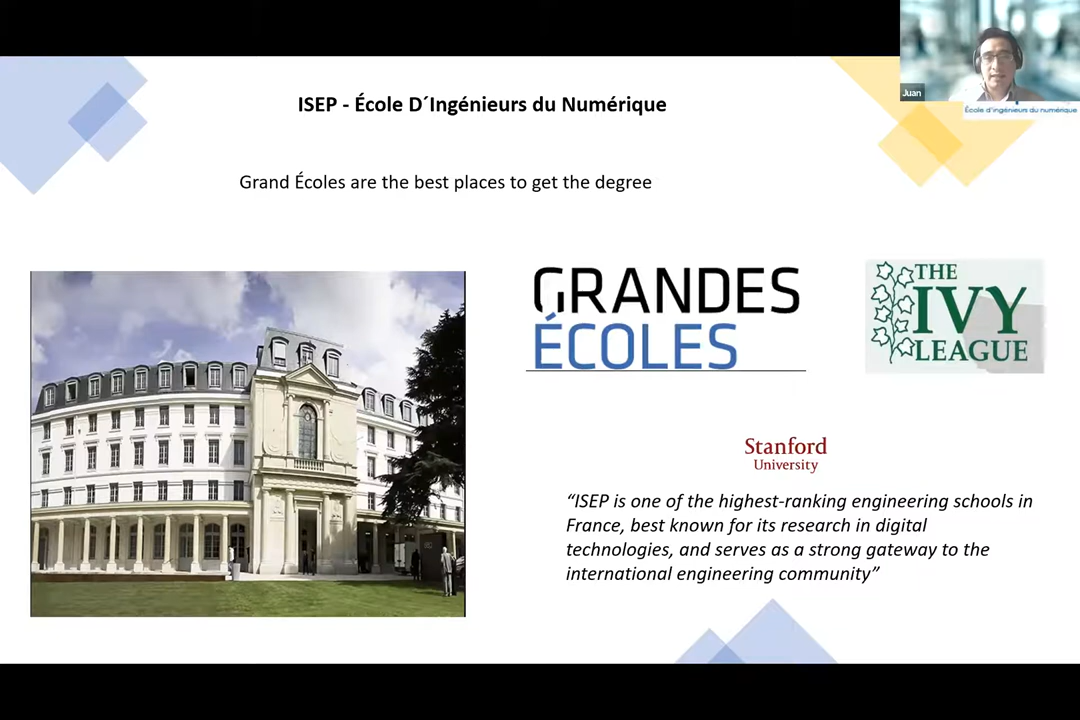 Juan
École d'ingénieurs du numérique
ISEP - École D´Ingénieurs du Numérique
Grand Écoles are the best places to get the degree
GRANDES
ÉCOLES
THE
IVY
LEAGUE
Stanford
University
“ISEP is one of the highest-ranking engineering schools in
France, best known for its research in digital
technologies, and serves as a strong gateway to the
international engineering community”